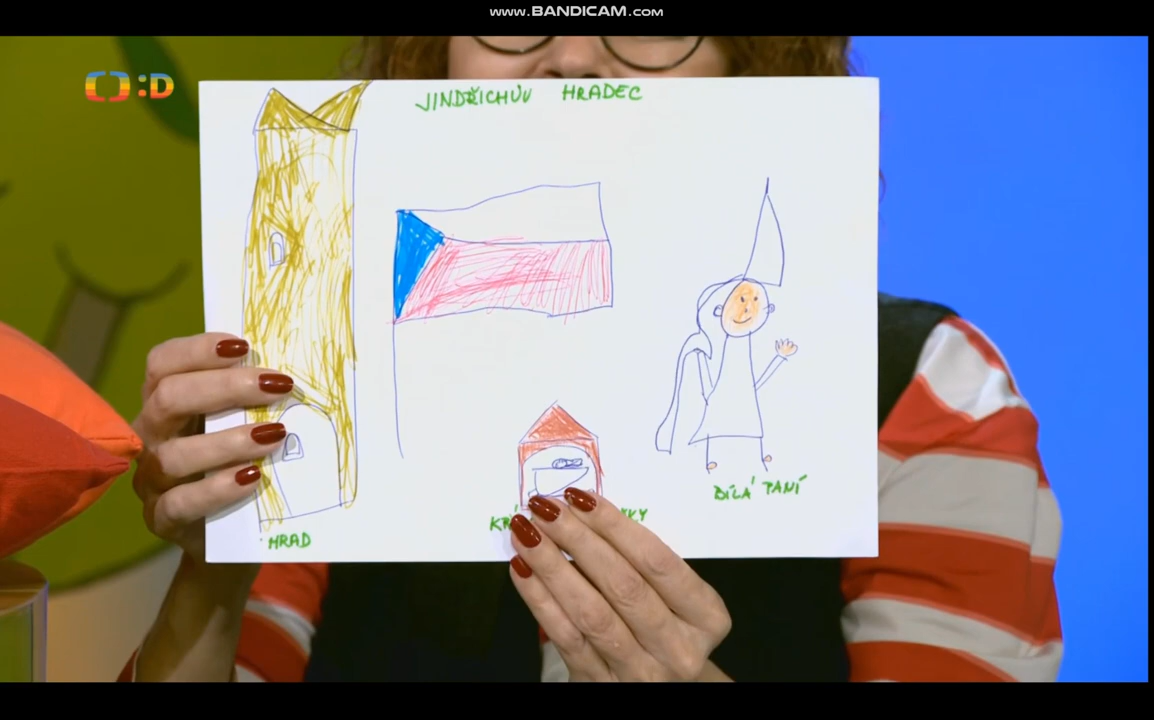 www.BANDICAM.com
:D
JINDŘICHŮV HRADEC
BÍLÁ PANÍ
HRAD